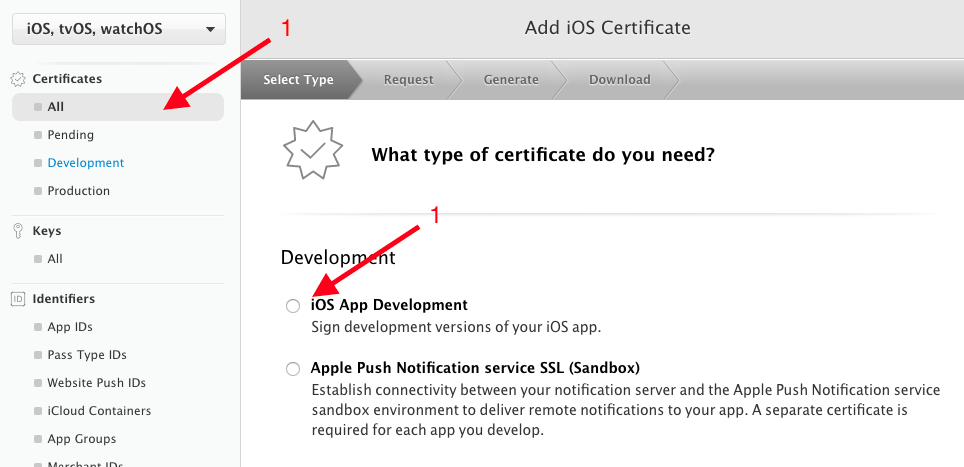 iOS, tvOS, watchOS
1
Certificates
All
Pending
Development
Production
Keys
All
ID Identifiers
App IDs
Pass Type IDs
Website Push IDs
iCloud Containers
App Groups
Merchant IDs
Add iOS Certificate
Select Type Request Generate Download
What type of certificate do you need?
1
Development
iOS App Development
Sign development versions of your iOS app.
Apple Push Notification service SSL (Sandbox)
Establish connectivity between your notification server and the Apple Push Notification service
sandbox environment to deliver remote notifications to your app. A separate certificate is
required for each app you develop.